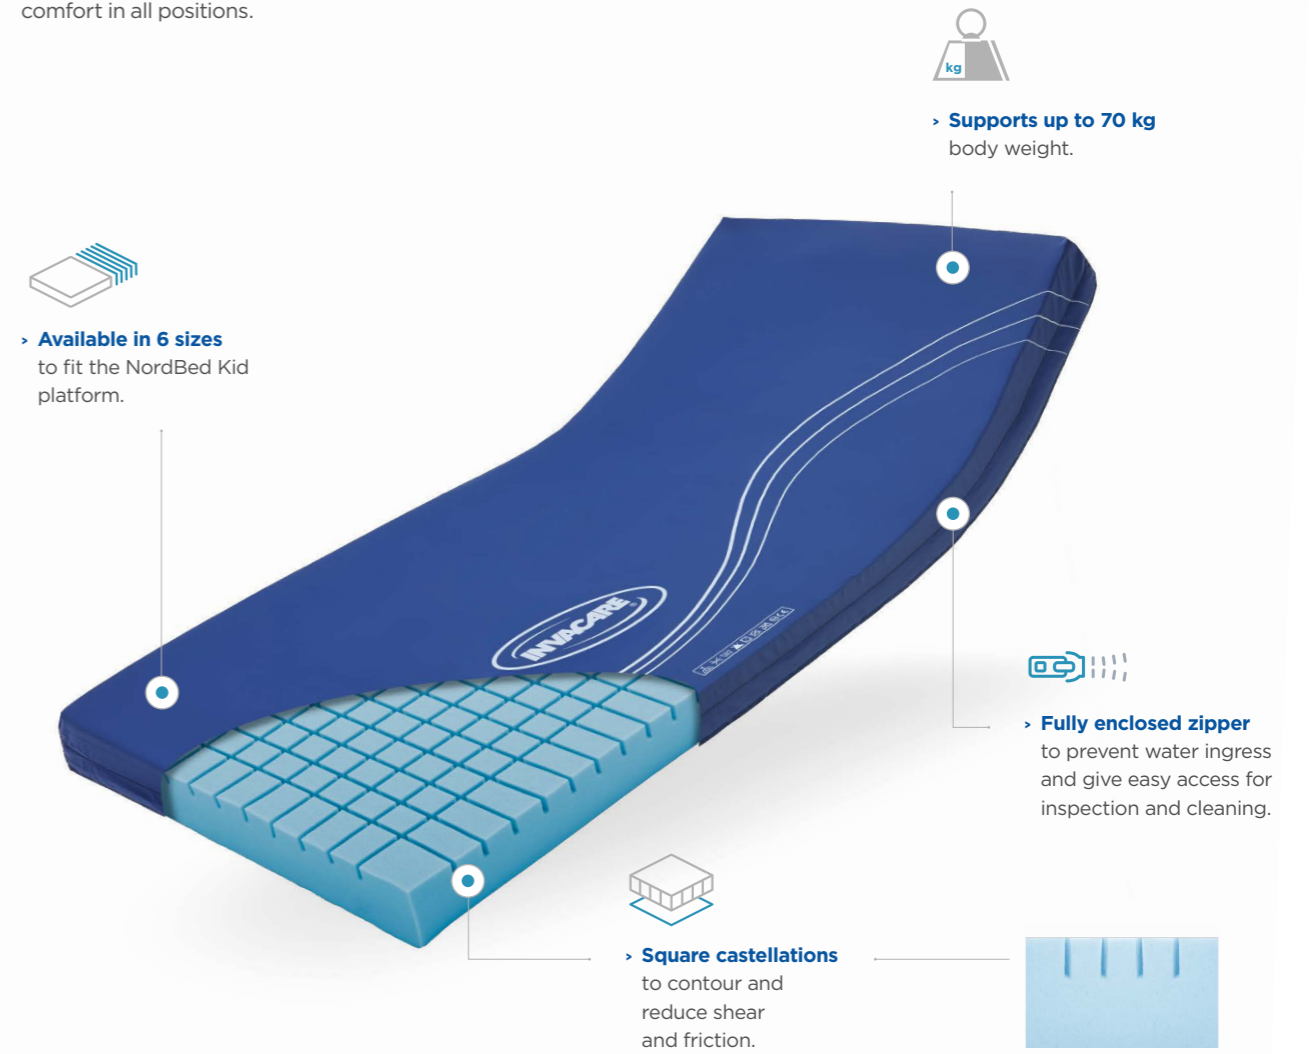 comfort in all positions.
kg
> Supports up to 70 kg
body weight.
> Available in 6 sizes
to fit the NordBed Kid
platform.
INVACARE
> Fully enclosed zipper
to prevent water ingress
and give easy access for
inspection and cleaning.
> Square castellations
to contour and
reduce shear
and friction.